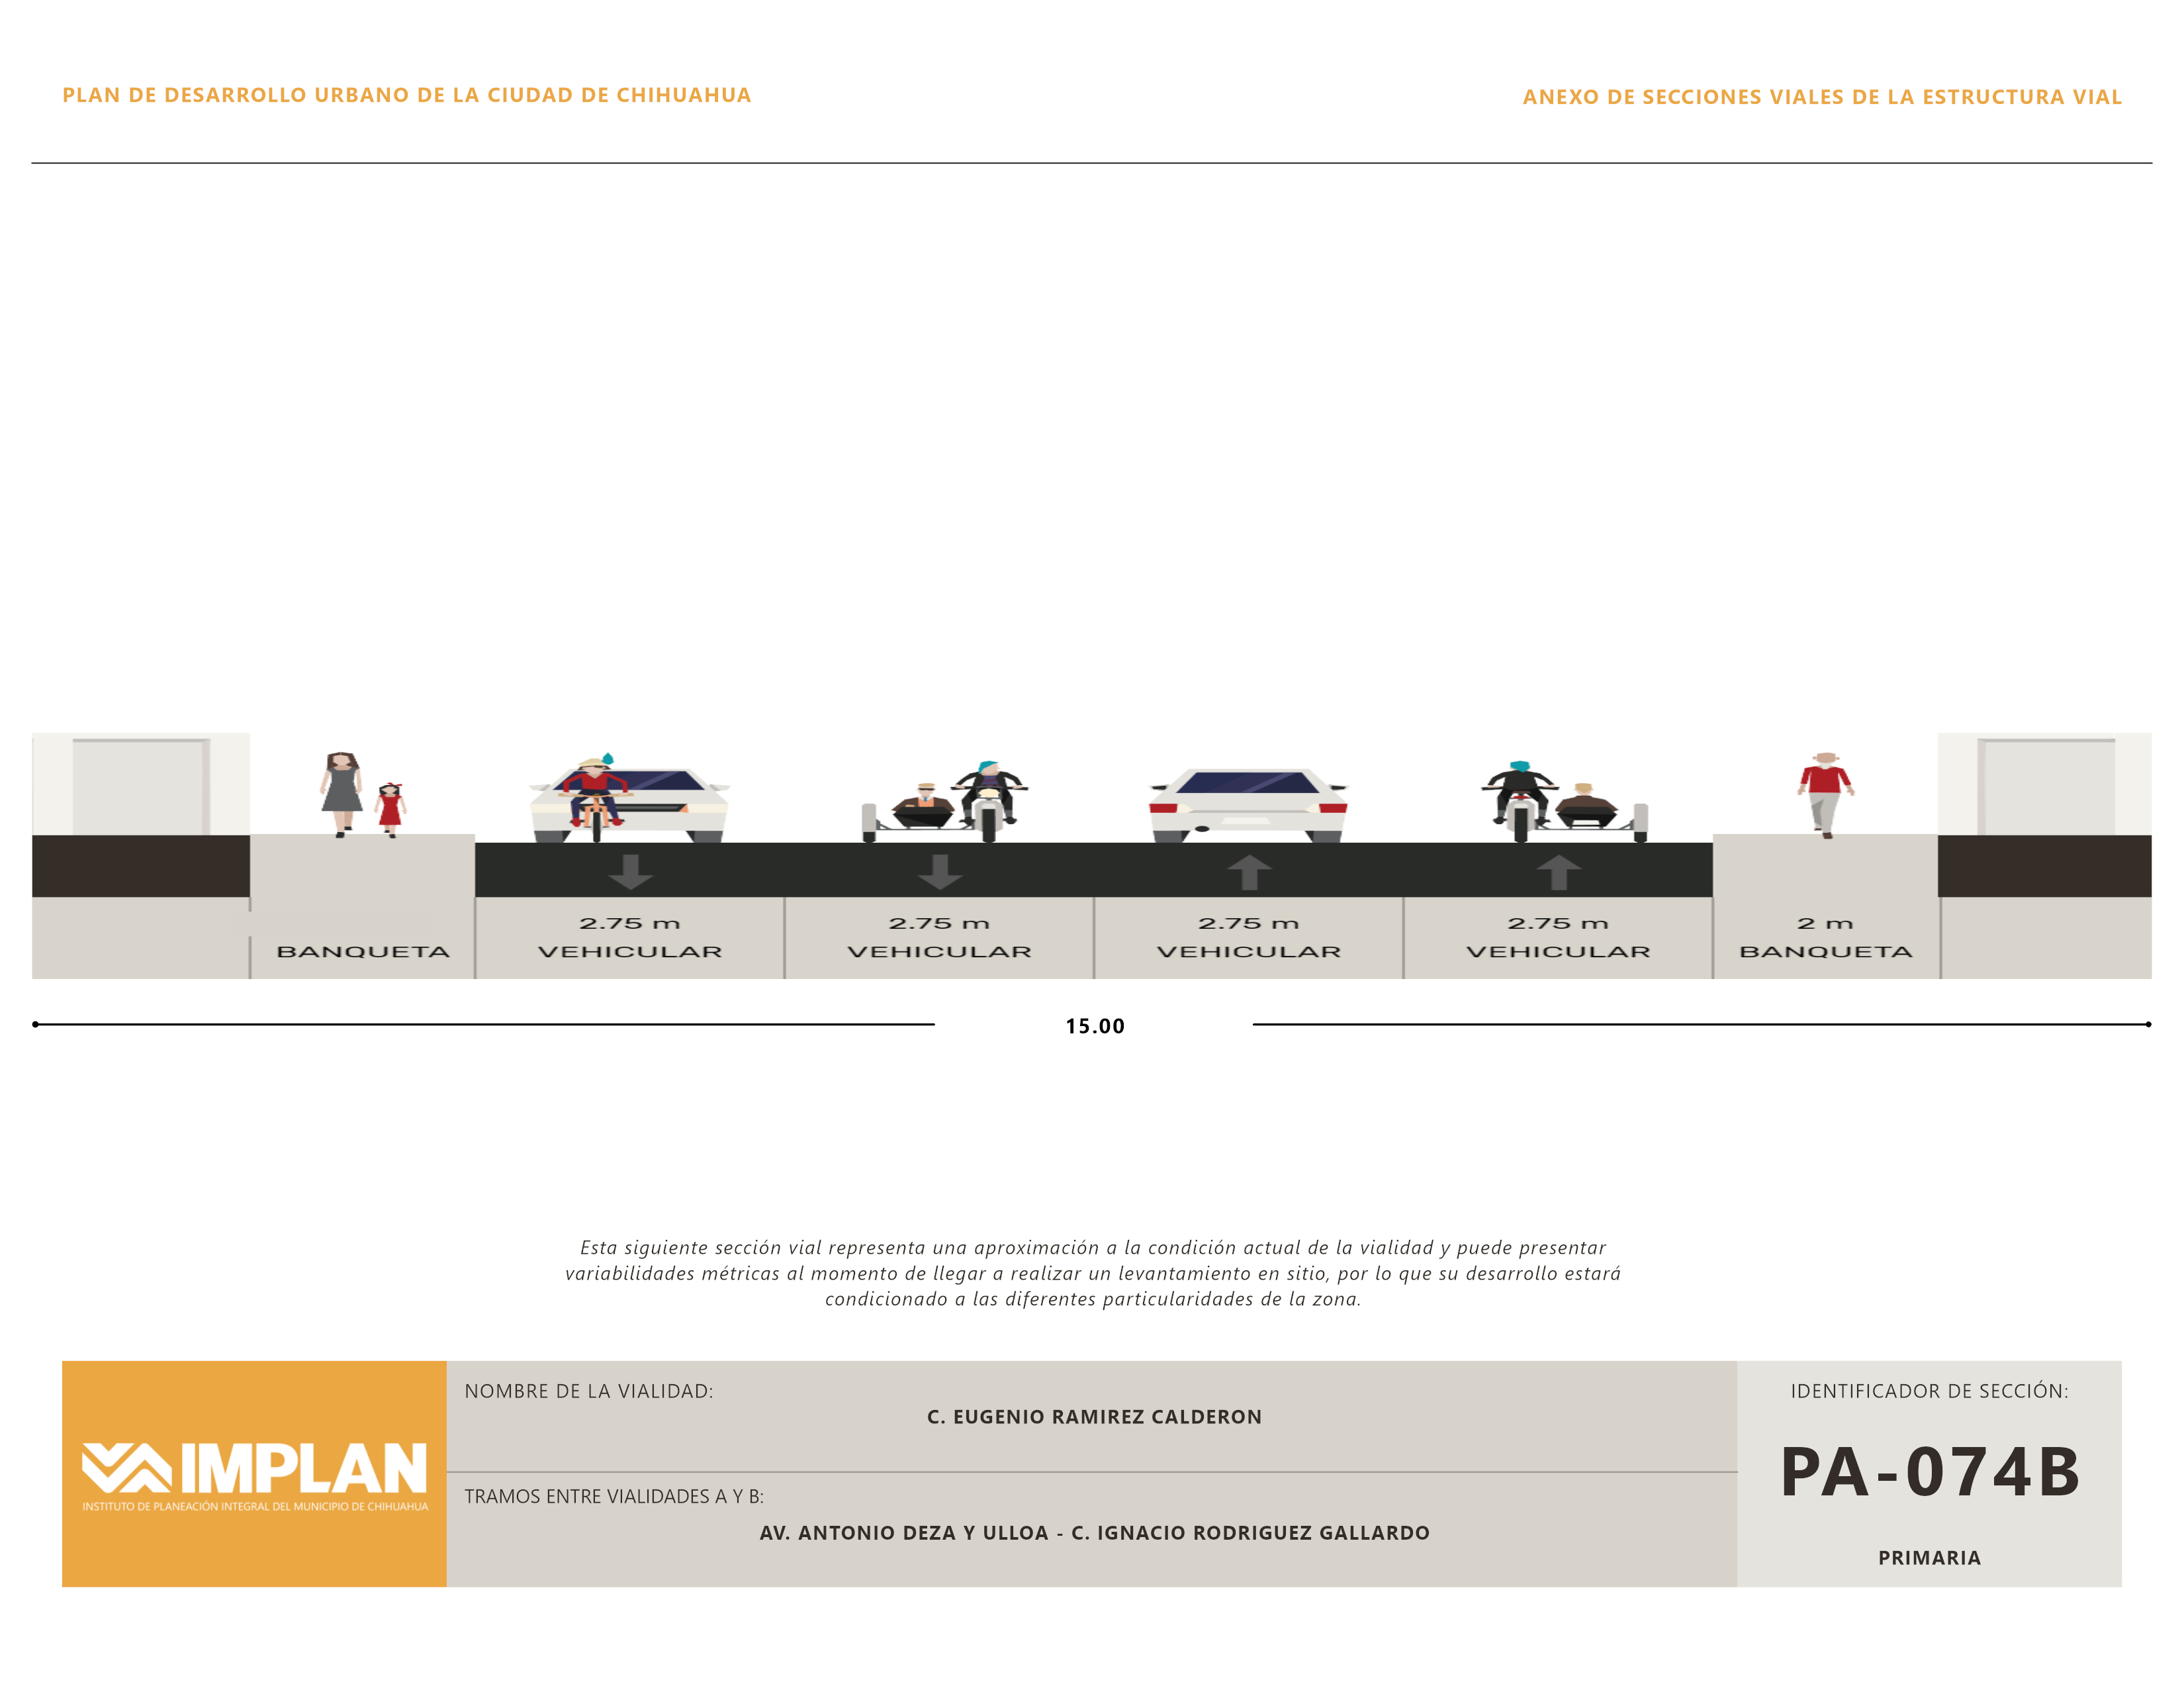 PLAN DE DESARROLLO URBANO DE LA CIUDAD DE CHIHUAHUA
ANEXO DE SECCIONES VIALES DE LA ESTRUCTURA VIAL
BANQUETA
2.75 m
VEHICULAR
2.75 m
VEHICULAR
2.75 m
VEHICULAR
2.75 m
VEHICULAR
2 m
BANQUETA
15.00
Esta siguiente sección vial representa una aproximación a la condición actual de la vialidad y puede presentar
variabilidades métricas al momento de llegar a realizar un levantamiento en sitio, por lo que su desarrollo estará
condicionado a las diferentes particularidades de la zona.
IMPLAN
INSTITUTO DE PLANEACIÓN INTEGRAL DEL MUNICIPIO DE CHIHUAHUA
NOMBRE DE LA VIALIDAD:
C. EUGENIO RAMIREZ CALDERON
TRAMOS ENTRE VIALIDADES A Y B:
AV. ANTONIO DEZA Y ULLOA - C. IGNACIO RODRIGUEZ GALLARDO
IDENTIFICADOR DE SECCIÓN:
PA-074B
PRIMARIA